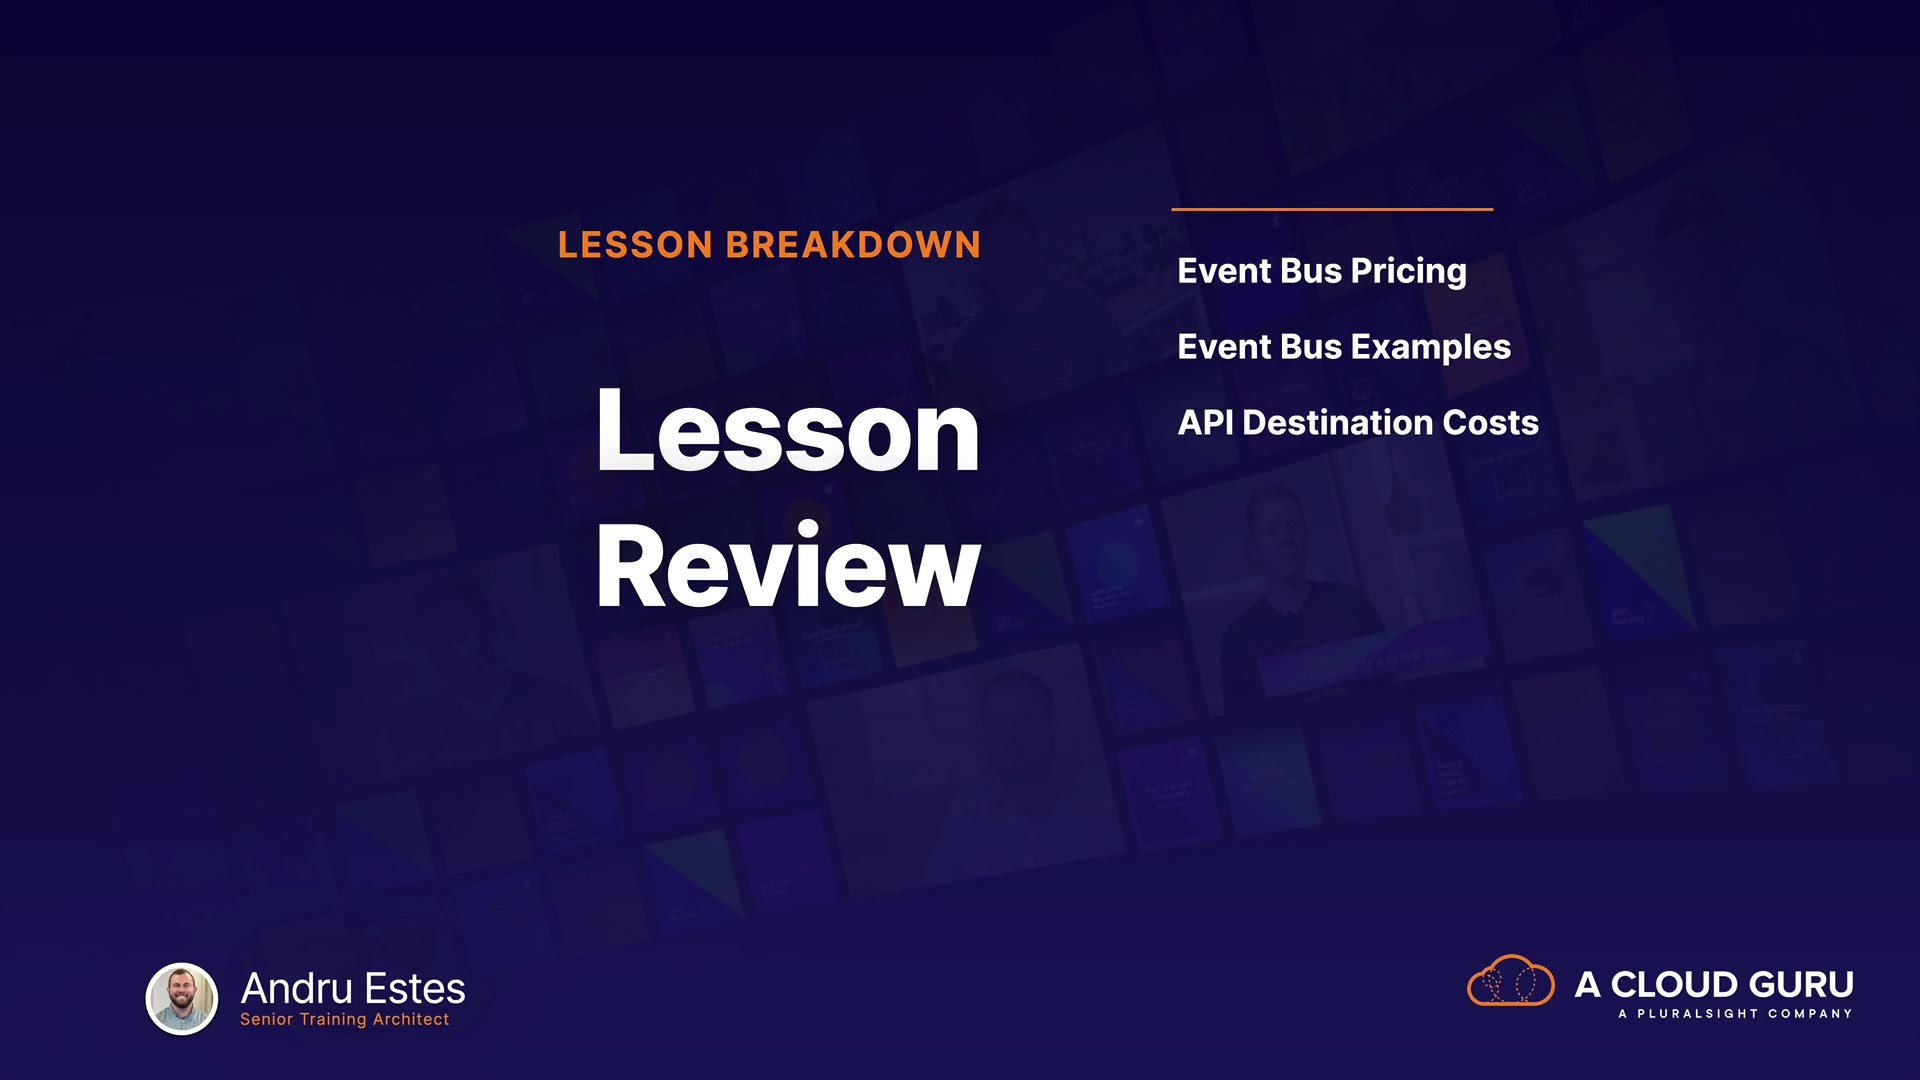 LESSON BREAKDOWN
Lesson
Review
Event Bus Pricing
Event Bus Examples
API Destination Costs
Andru Estes
Senior Training Architect
A CLOUD GURU
A PLURALSIGHT COMPANY